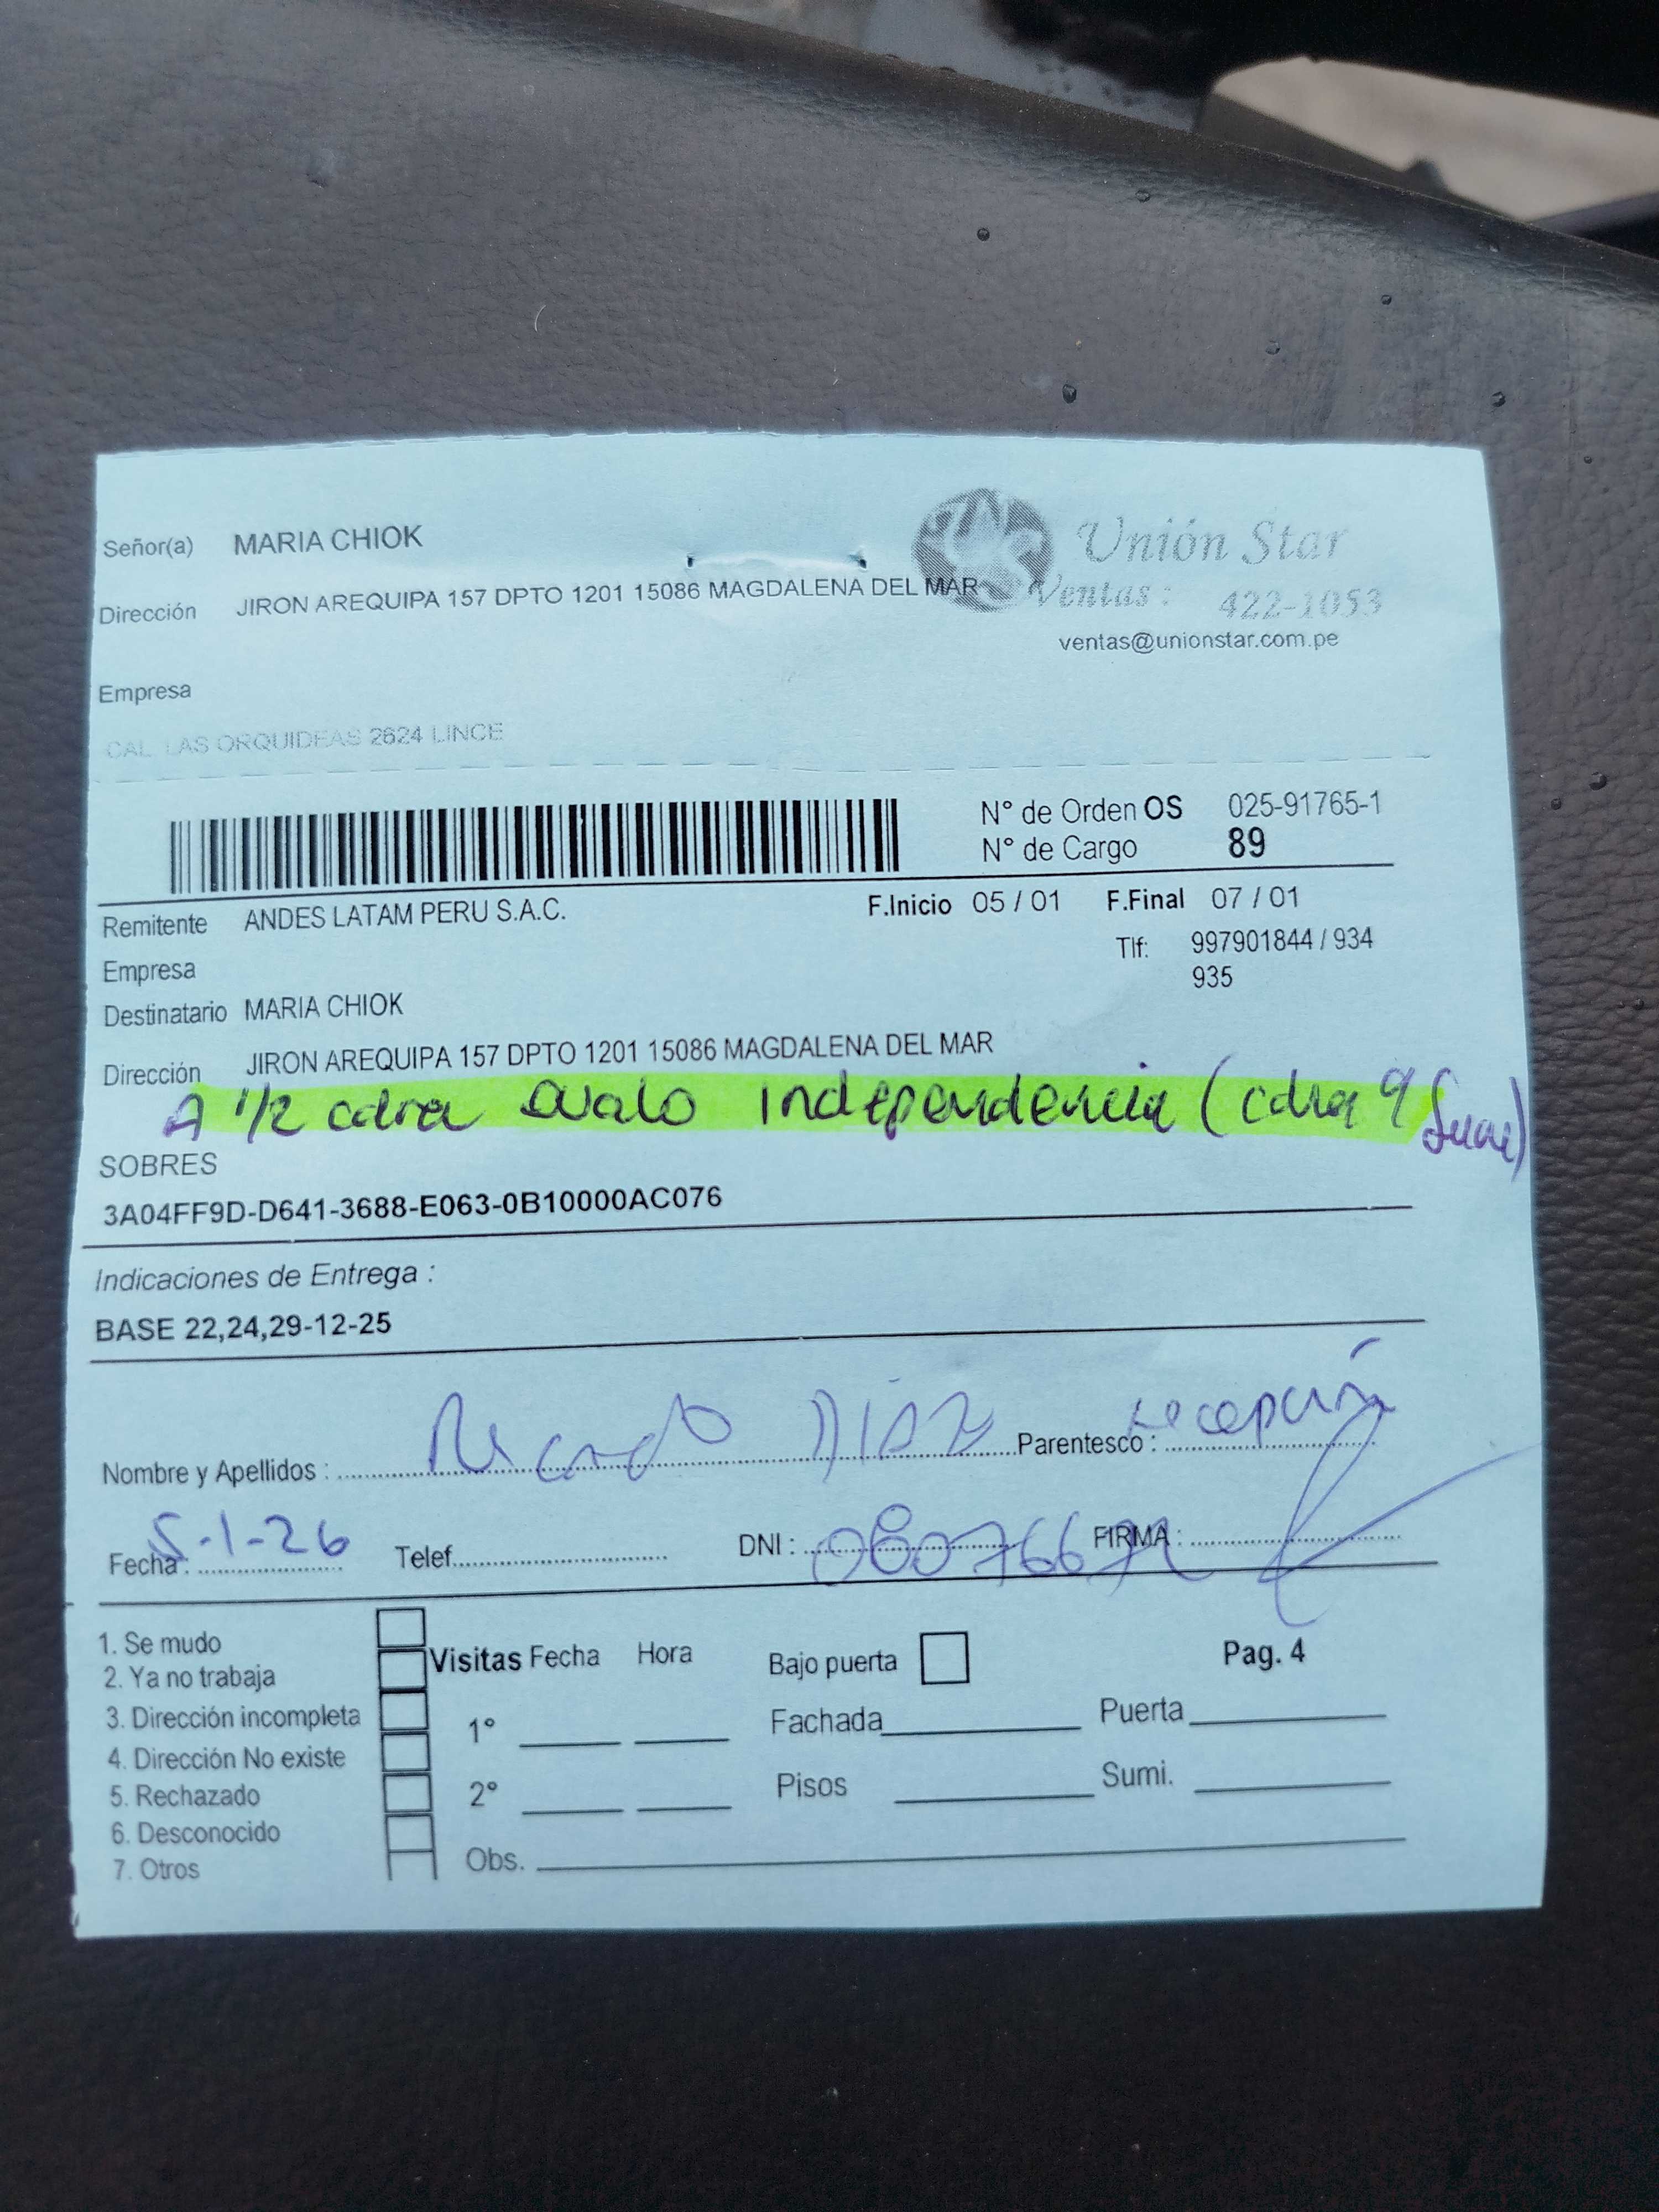 Señor(a) MARIA CHIOK
Unión Star
Dirección JIRON AREQUIPA 157 DPTO 1201 15086 MAGDALENA DEL MAR
Ventas : 422-1053
ventas@unionstar.com.pe
Empresa
CAL LAS ORQUIDEAS 2624 LINCE
N° de Orden OS 025-91765-1
N° de Cargo 89
Remitente ANDES LATAM PERU S.A.C. F.Inicio 05 / 01 F.Final 07 / 01
Empresa Tlf: 997901844 / 934
935
Destinatario MARIA CHIOK
Dirección JIRON AREQUIPA 157 DPTO 1201 15086 MAGDALENA DEL MAR
A 1/2 cdra ovalo independencia (cdra 9 Sucre)
SOBRES
3A04FF9D-D641-3688-E063-0B10000AC076
Indicaciones de Entrega :
BASE 22,24,29-12-25
Nombre y Apellidos : Ricardo DIAZ Parentesco : recepción
Fecha: 5-1-26 Telef. DNI : FIRMA :
1. Se mudo
2. Ya no trabaja
3. Dirección incompleta
4. Dirección No existe
5. Rechazado
6. Desconocido
7. Otros
Visitas Fecha Hora Bajo puerta Pag. 4
1° Fachada Puerta
2° Pisos Sumi.
Obs.